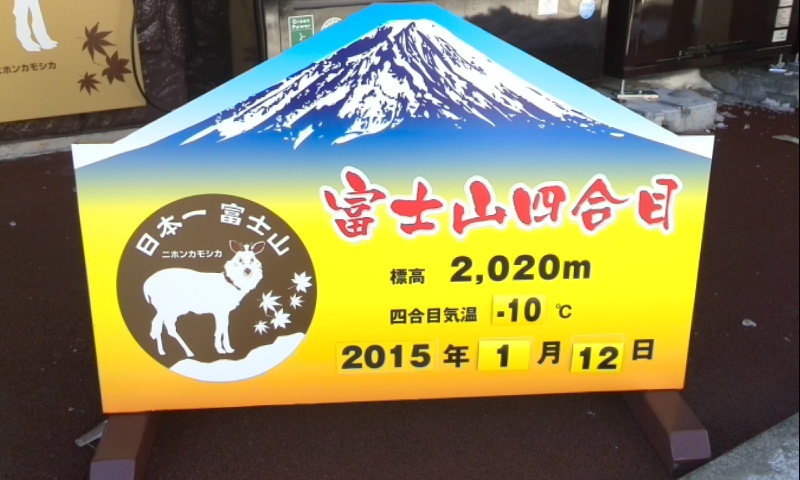 ニホンカモシカ
Green Power
富士山四合目
日本一 富士山
ニホンカモシカ
標高 2,020m
四合目気温 -10 ℃
2015 年 1 月 12 日